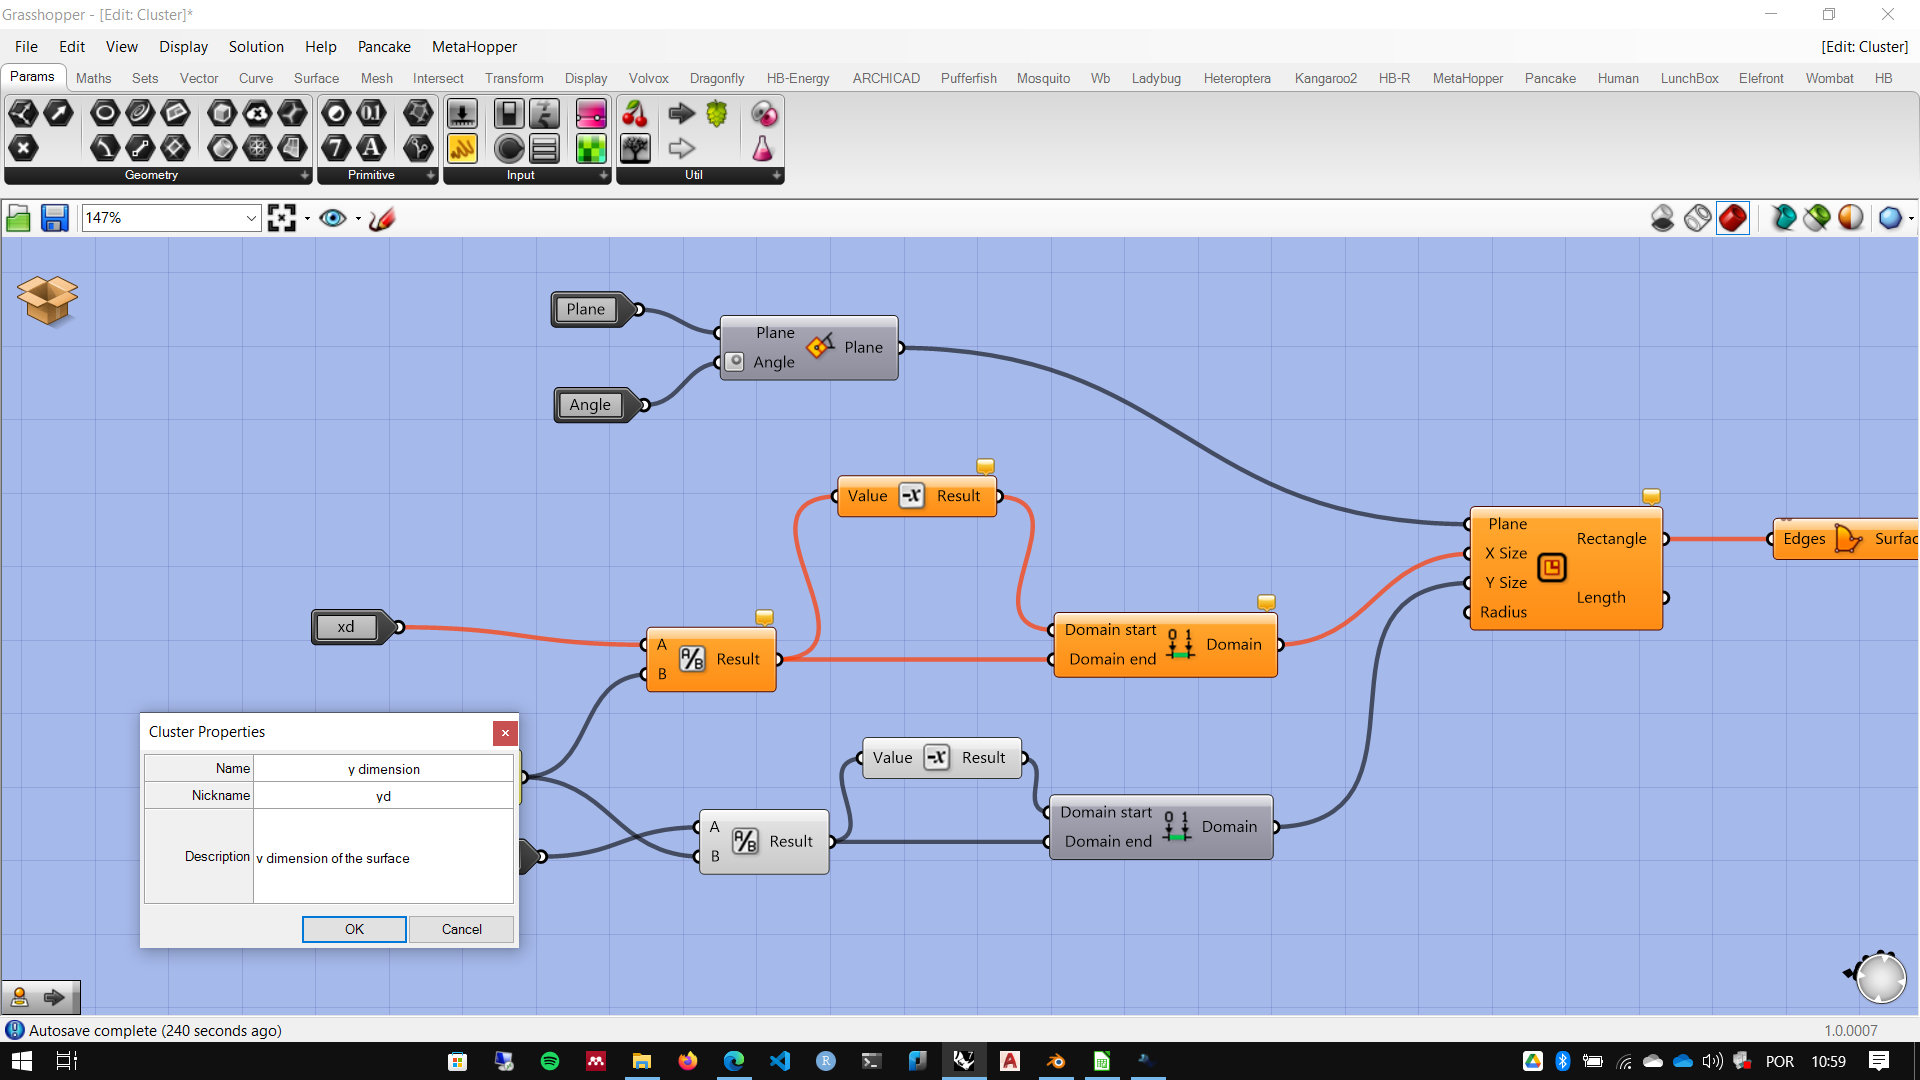 Grasshopper - [Edit: Cluster]*
File Edit View Display Solution Help Pancake MetaHopper [Edit: Cluster]
Params Maths Sets Vector Curve Surface Mesh Intersect Transform Display Volvox Dragonfly HB-Energy ARCHICAD Pufferfish Mosquito Wb Ladybug Heteroptera Kangaroo2 HB-R MetaHopper Pancake Human LunchBox Elefront Wombat HB
Geometry Primitive Input Util
147%
Plane
Plane
Angle
Plane
Angle
Value -x Result
Plane
X Size
Y Size
Radius
Rectangle
Length
Edges Surfac
xd
A
B
A/B
Result
Domain start
Domain end
0 1
Domain
Cluster Properties
Name y dimension
Nickname yd
Description v dimension of the surface
OK Cancel
Value -x Result
A
B
A/B
Result
Domain start
Domain end
0 1
Domain
Autosave complete (240 seconds ago) 1.0.0007
POR 10:59